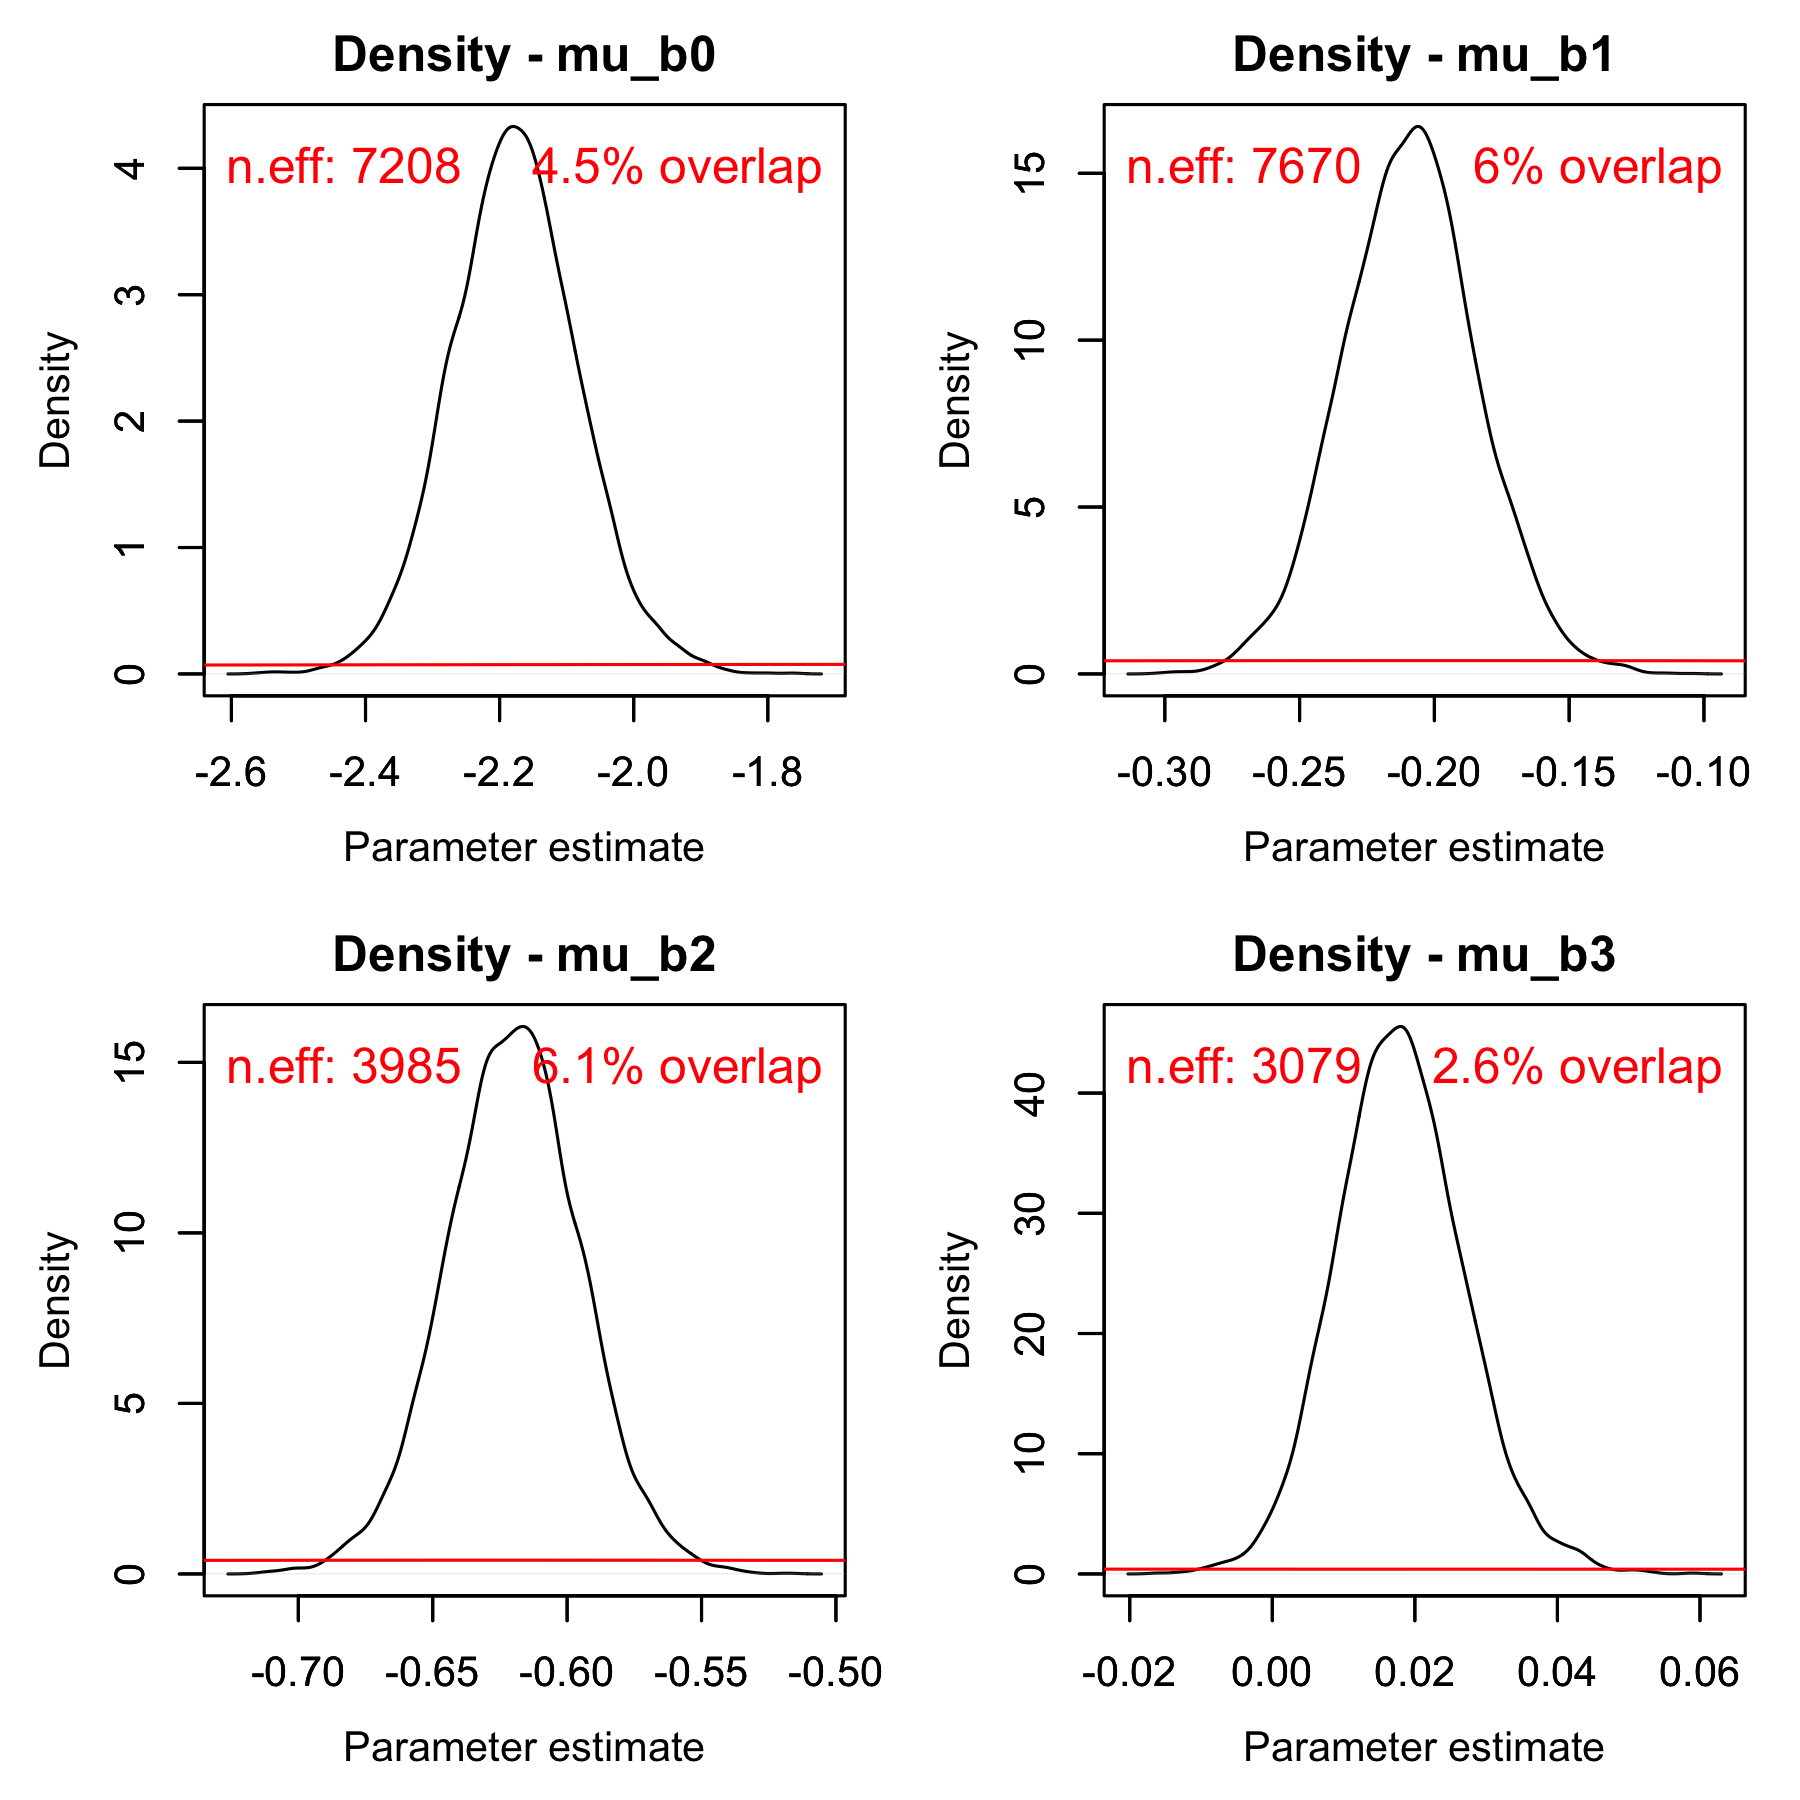 Density - mu_b0
n.eff: 7208 4.5% overlap
Density
4
3
2
1
0
-2.6 -2.4 -2.2 -2.0 -1.8
Parameter estimate
Density - mu_b1
n.eff: 7670 6% overlap
Density
15
10
5
0
-0.30 -0.25 -0.20 -0.15 -0.10
Parameter estimate
Density - mu_b2
n.eff: 3985 6.1% overlap
Density
15
10
5
0
-0.70 -0.65 -0.60 -0.55 -0.50
Parameter estimate
Density - mu_b3
n.eff: 3079 2.6% overlap
Density
40
30
20
10
0
-0.02 0.00 0.02 0.04 0.06
Parameter estimate